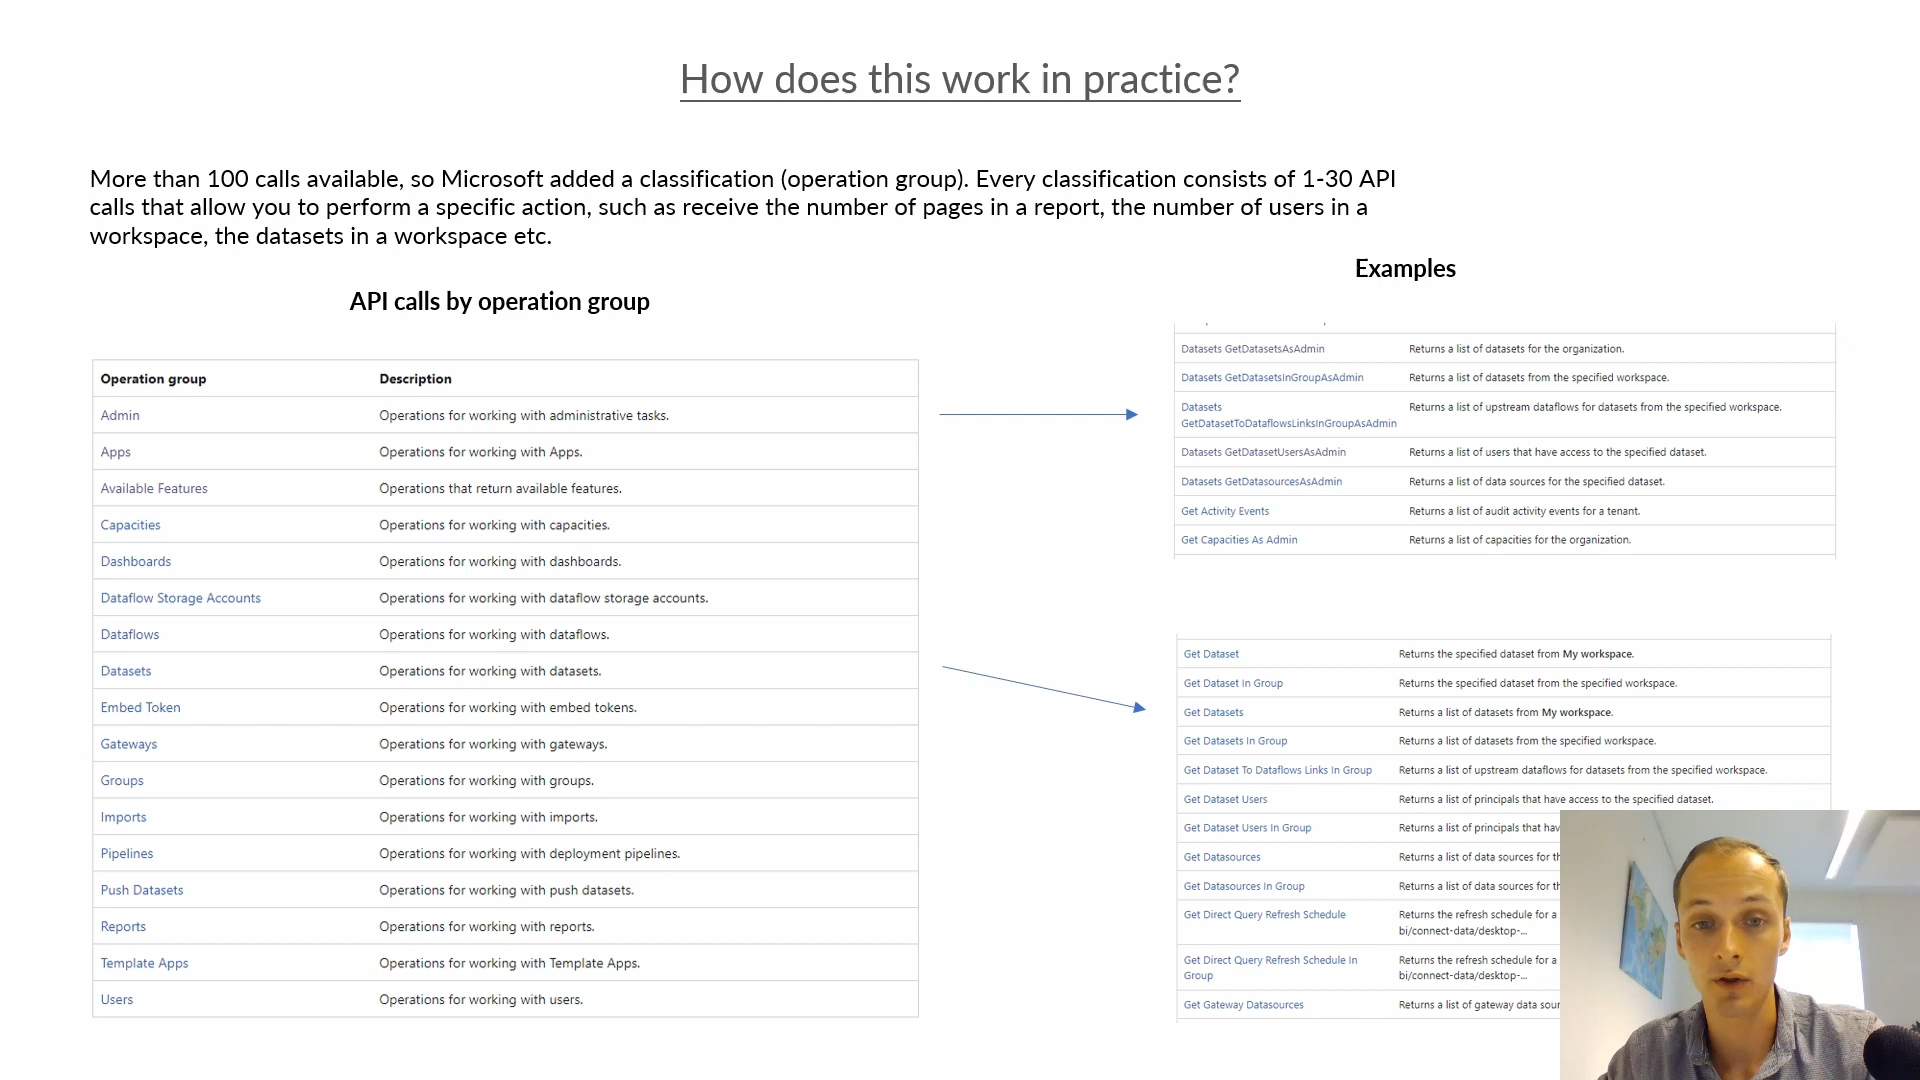 How does this work in practice?
More than 100 calls available, so Microsoft added a classification (operation group). Every classification consists of 1-30 API
calls that allow you to perform a specific action, such as receive the number of pages in a report, the number of users in a
workspace, the datasets in a workspace etc.
API calls by operation group
Operation group Description
Admin Operations for working with administrative tasks.
Apps Operations for working with Apps.
Available Features Operations that return available features.
Capacities Operations for working with capacities.
Dashboards Operations for working with dashboards.
Dataflow Storage Accounts Operations for working with dataflow storage accounts.
Dataflows Operations for working with dataflows.
Datasets Operations for working with datasets.
Embed Token Operations for working with embed tokens.
Gateways Operations for working with gateways.
Groups Operations for working with groups.
Imports Operations for working with imports.
Pipelines Operations for working with deployment pipelines.
Push Datasets Operations for working with push datasets.
Reports Operations for working with reports.
Template Apps Operations for working with Template Apps.
Users Operations for working with users.
Examples
Datasets GetDatasetsAsAdmin Returns a list of datasets for the organization.
Datasets GetDatasetsInGroupAsAdmin Returns a list of datasets from the specified workspace.
Datasets Returns a list of upstream dataflows for datasets from the specified workspace.
GetDatasetToDataflowsLinksInGroupAsAdmin
Datasets GetDatasetUsersAsAdmin Returns a list of users that have access to the specified dataset.
Datasets GetDatasourcesAsAdmin Returns a list of data sources for the specified dataset.
Get Activity Events Returns a list of audit activity events for a tenant.
Get Capacities As Admin Returns a list of capacities for the organization.
Get Dataset Returns the specified dataset from My workspace.
Get Dataset In Group Returns the specified dataset from the specified workspace.
Get Datasets Returns a list of datasets from My workspace.
Get Datasets In Group Returns a list of datasets from the specified workspace.
Get Dataset To Dataflows Links In Group Returns a list of upstream dataflows for datasets from the specified workspace.
Get Dataset Users Returns a list of principals that have access to the specified dataset.
Get Dataset Users In Group Returns a list of principals that
Get Datasources Returns a list of data sources for
Get Datasources In Group Returns a list of data sources for
Get Direct Query Refresh Schedule Returns the refresh schedule for a
bi/connect-data/desktop-...
Get Direct Query Refresh Schedule In Returns the refresh schedule for a
Group bi/connect-data/desktop-...
Get Gateway Datasources Returns a list of gateway data